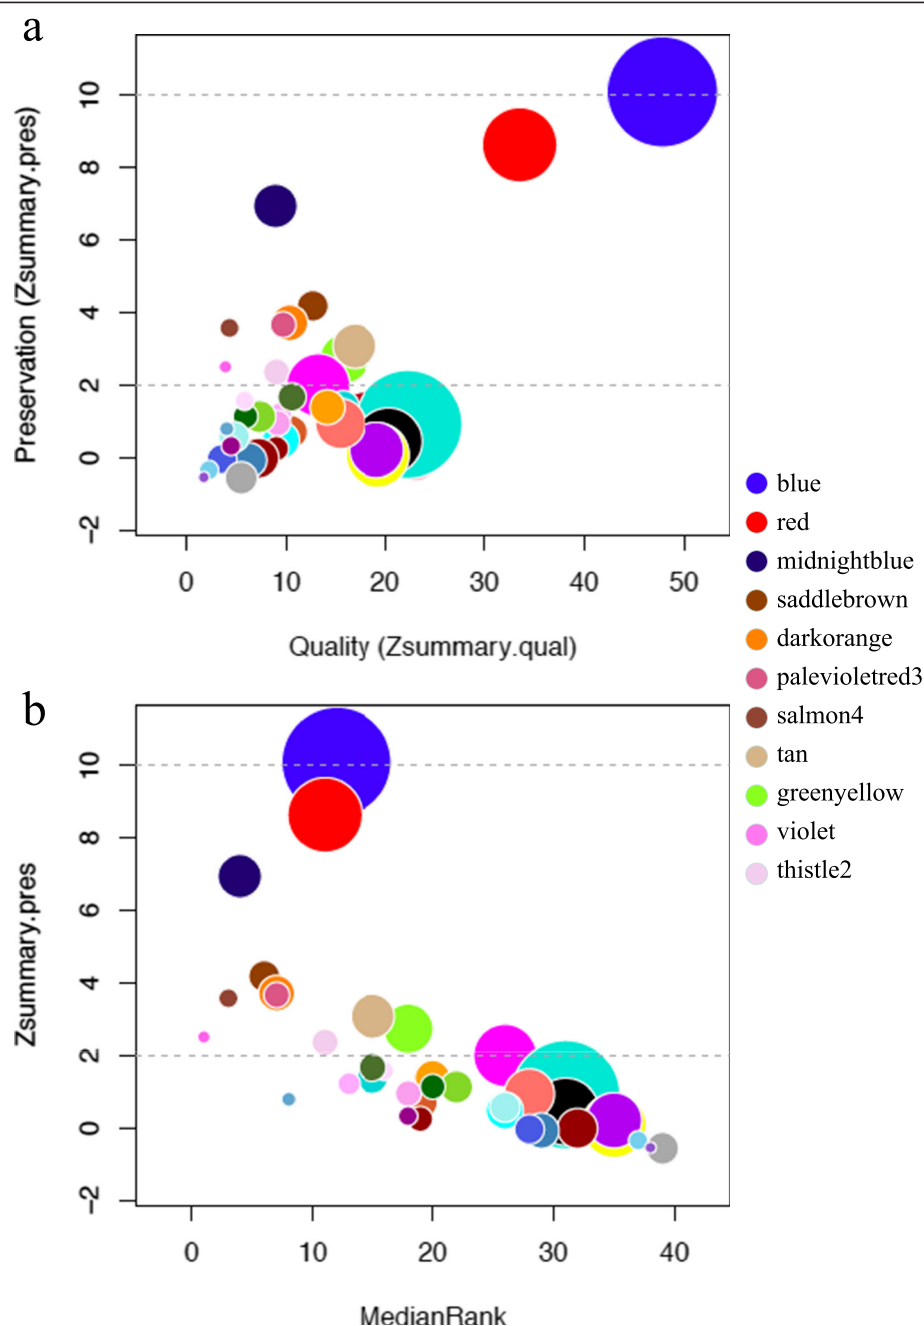 a
Preservation (Zsummary.pres)
10
8
6
4
2
0
-2
0 10 20 30 40 50
Quality (Zsummary.qual)
blue
red
midnightblue
saddlebrown
darkorange
palevioletred3
salmon4
tan
greenyellow
violet
thistle2
b
Zsummary.pres
10
8
6
4
2
0
-2
0 10 20 30 40
MedianRank